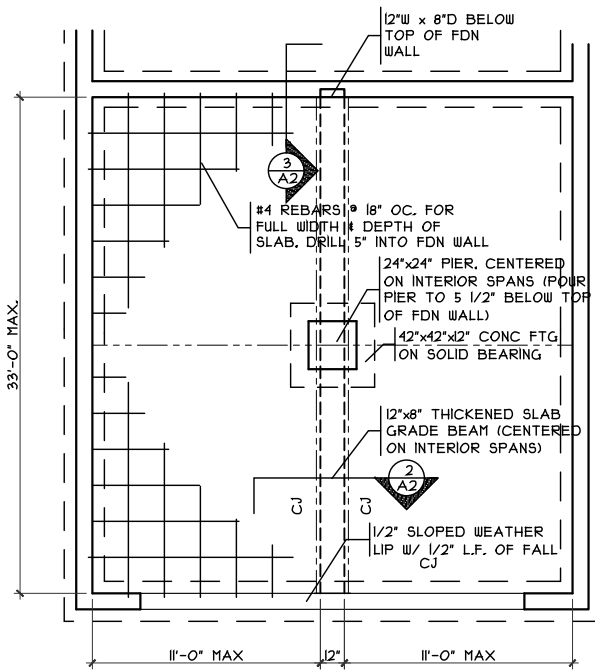 12"W x 8"D BELOW
TOP OF FDN
WALL
3
A2
#4 REBARS @ 18" OC. FOR
FULL WIDTH & DEPTH OF
SLAB. DRILL 5" INTO FDN WALL
24"x24" PIER, CENTERED
ON INTERIOR SPANS (POUR
PIER TO 5 1/2" BELOW TOP
OF FDN WALL)
42"x42"x12" CONC FTG
ON SOLID BEARING
33'-0" MAX.
12"x8" THICKENED SLAB
GRADE BEAM (CENTERED
ON INTERIOR SPANS)
2
A2
CJ
CJ
1/2" SLOPED WEATHER
LIP W/ 1/2" L.F. OF FALL
CJ
11'-0" MAX
12"
11'-0" MAX